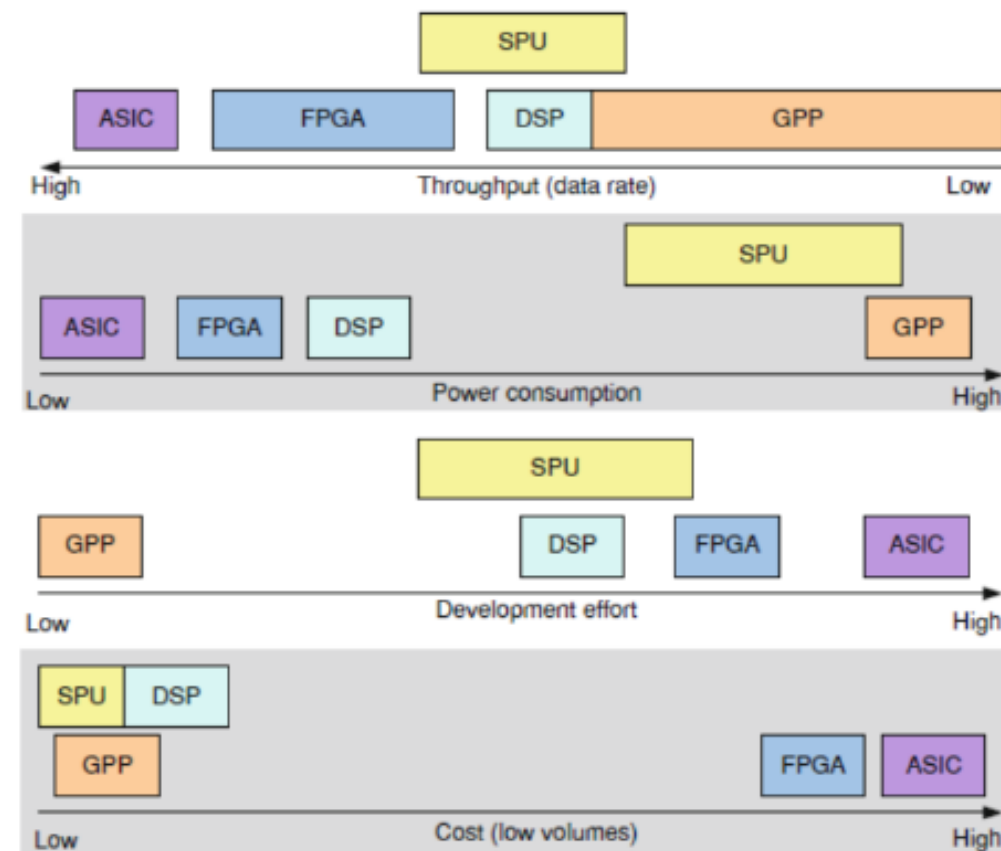 SPU
ASIC FPGA DSP GPP
High Throughput (data rate) Low
SPU
ASIC FPGA DSP GPP
Low Power consumption High
SPU
GPP DSP FPGA ASIC
Low Development effort High
SPU DSP
GPP FPGA ASIC
Low Cost (low volumes) High